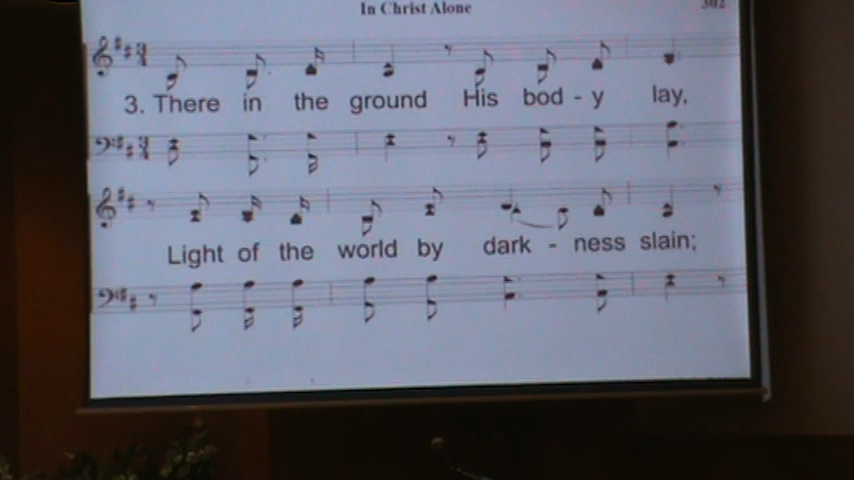 In Christ Alone
302
3. There in the ground His bod - y lay,
Light of the world by dark - ness slain;